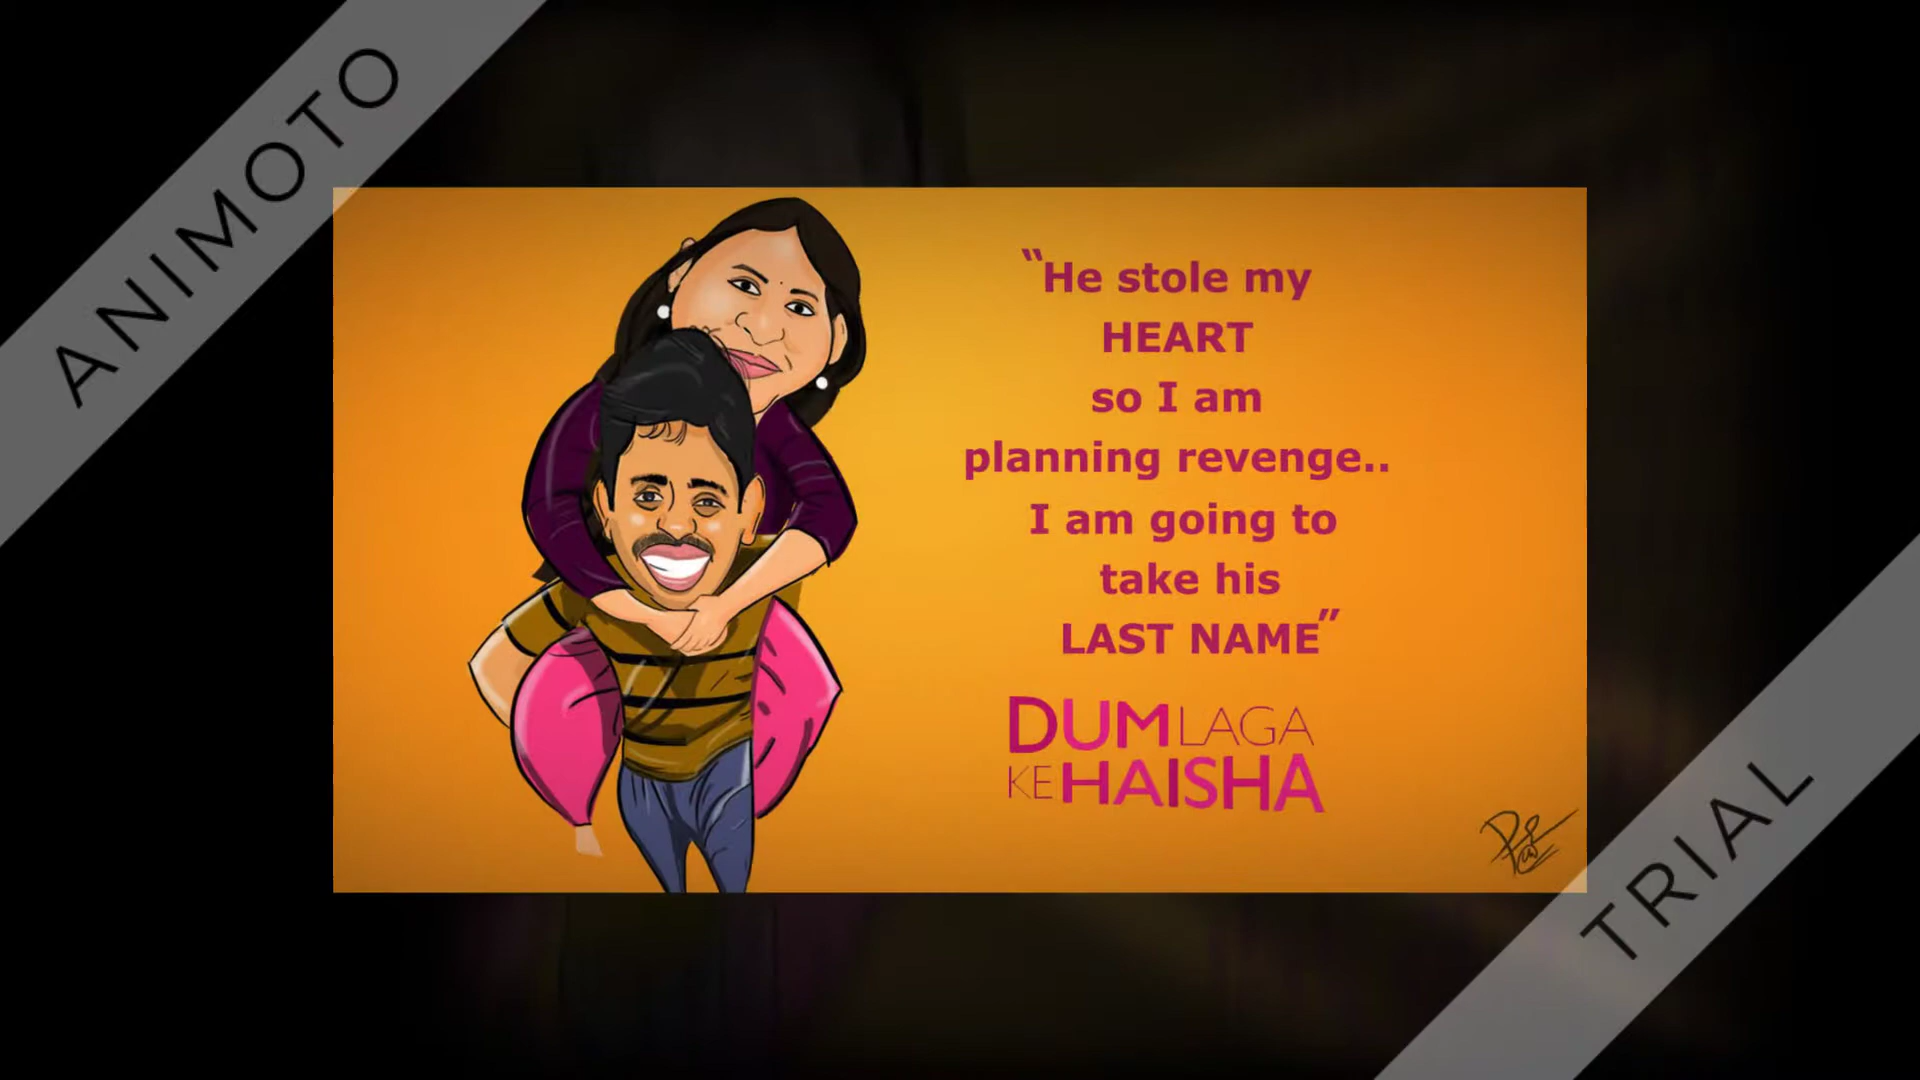 ANIMOTO
“He stole my
HEART
so I am
planning revenge..
I am going to
take his
LAST NAME”
DUM LAGA
KE HAISHA
TRIAL